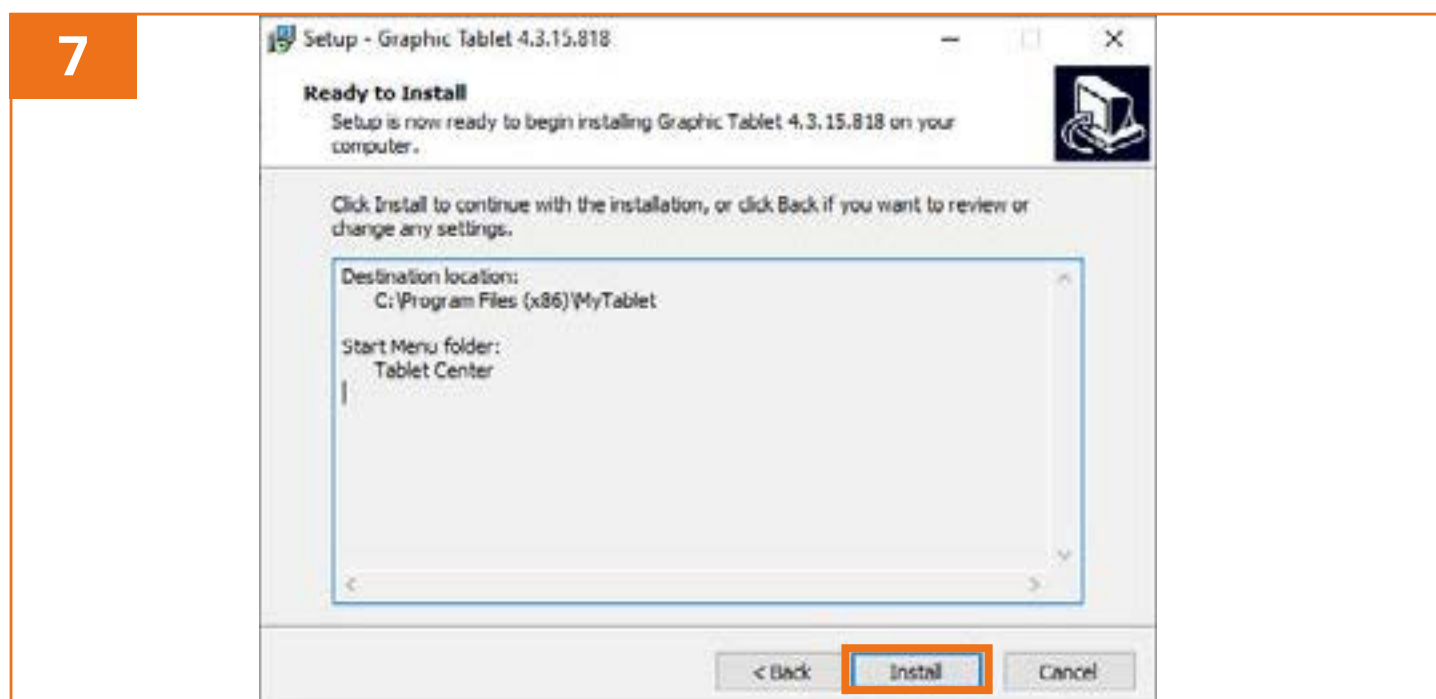 7
Setup - Graphic Tablet 4.3.15.818
Ready to Install
Setup is now ready to begin installing Graphic Tablet 4.3.15.818 on your
computer.
Click Install to continue with the installation, or click Back if you want to review or
change any settings.
Destination location:
C:\Program Files (x86)\MyTablet
Start Menu folder:
Tablet Center
< Back
Install
Cancel